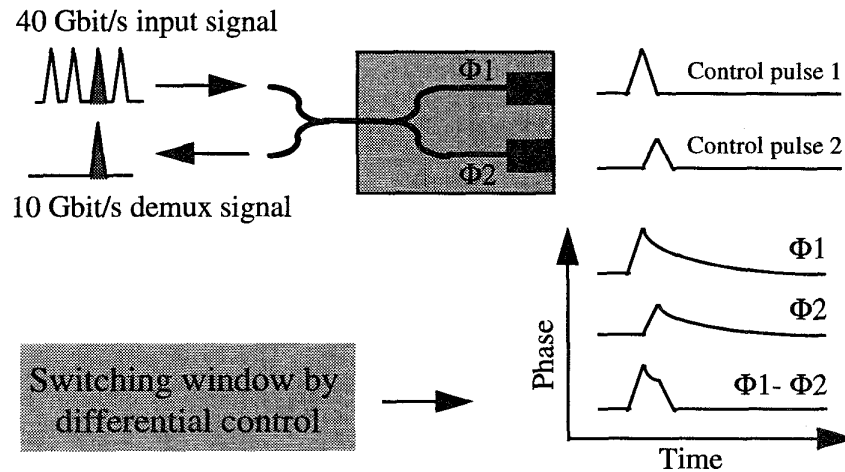 40 Gbit/s input signal
Φ1
Control pulse 1
Control pulse 2
Φ2
10 Gbit/s demux signal
Φ1
Φ2
Phase
Switching window by
differential control
Φ1- Φ2
Time